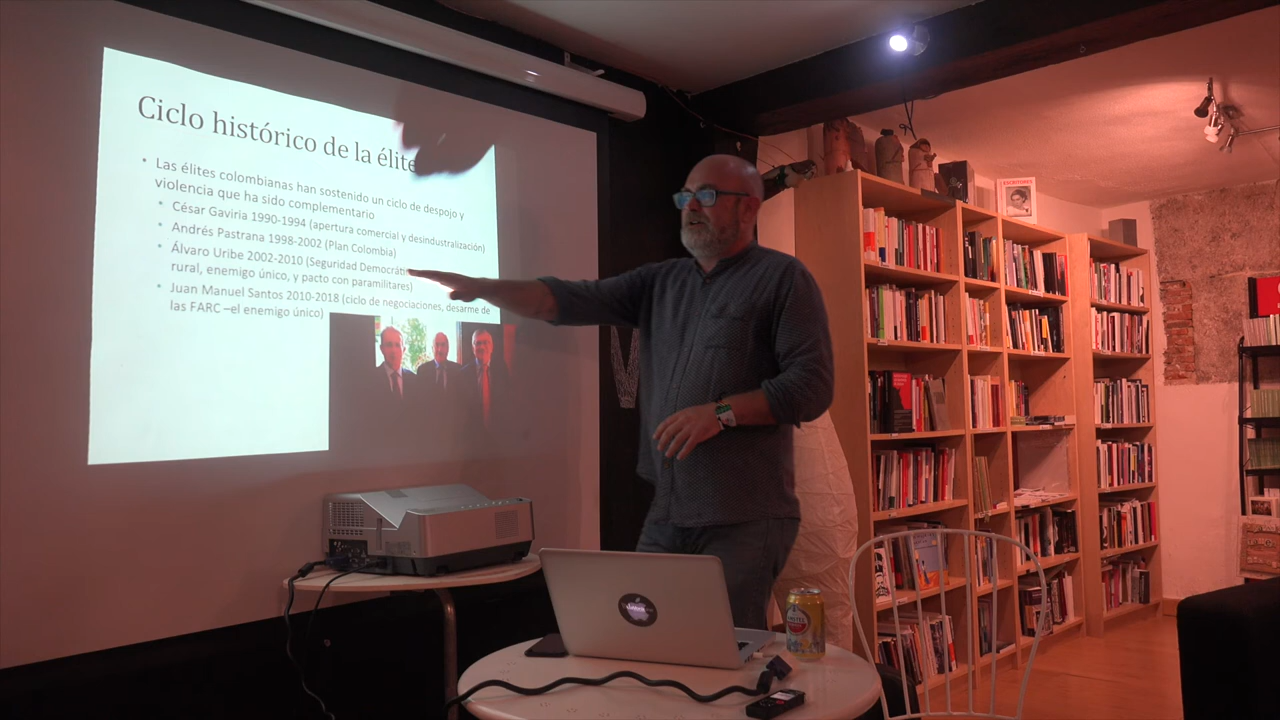 Ciclo histórico de la élite
• Las élites colombianas han sostenido un ciclo de despojo y
violencia que ha sido complementario
• César Gaviria 1990-1994 (apertura comercial y desindustralización)
• Andrés Pastrana 1998-2002 (Plan Colombia)
• Álvaro Uribe 2002-2010 (Seguridad Democráti
rural, enemigo único, y pacto con paramilitares)
• Juan Manuel Santos 2010-2018 (ciclo de negociaciones, desarme de
las FARC –el enemigo único)
ESCRITORES